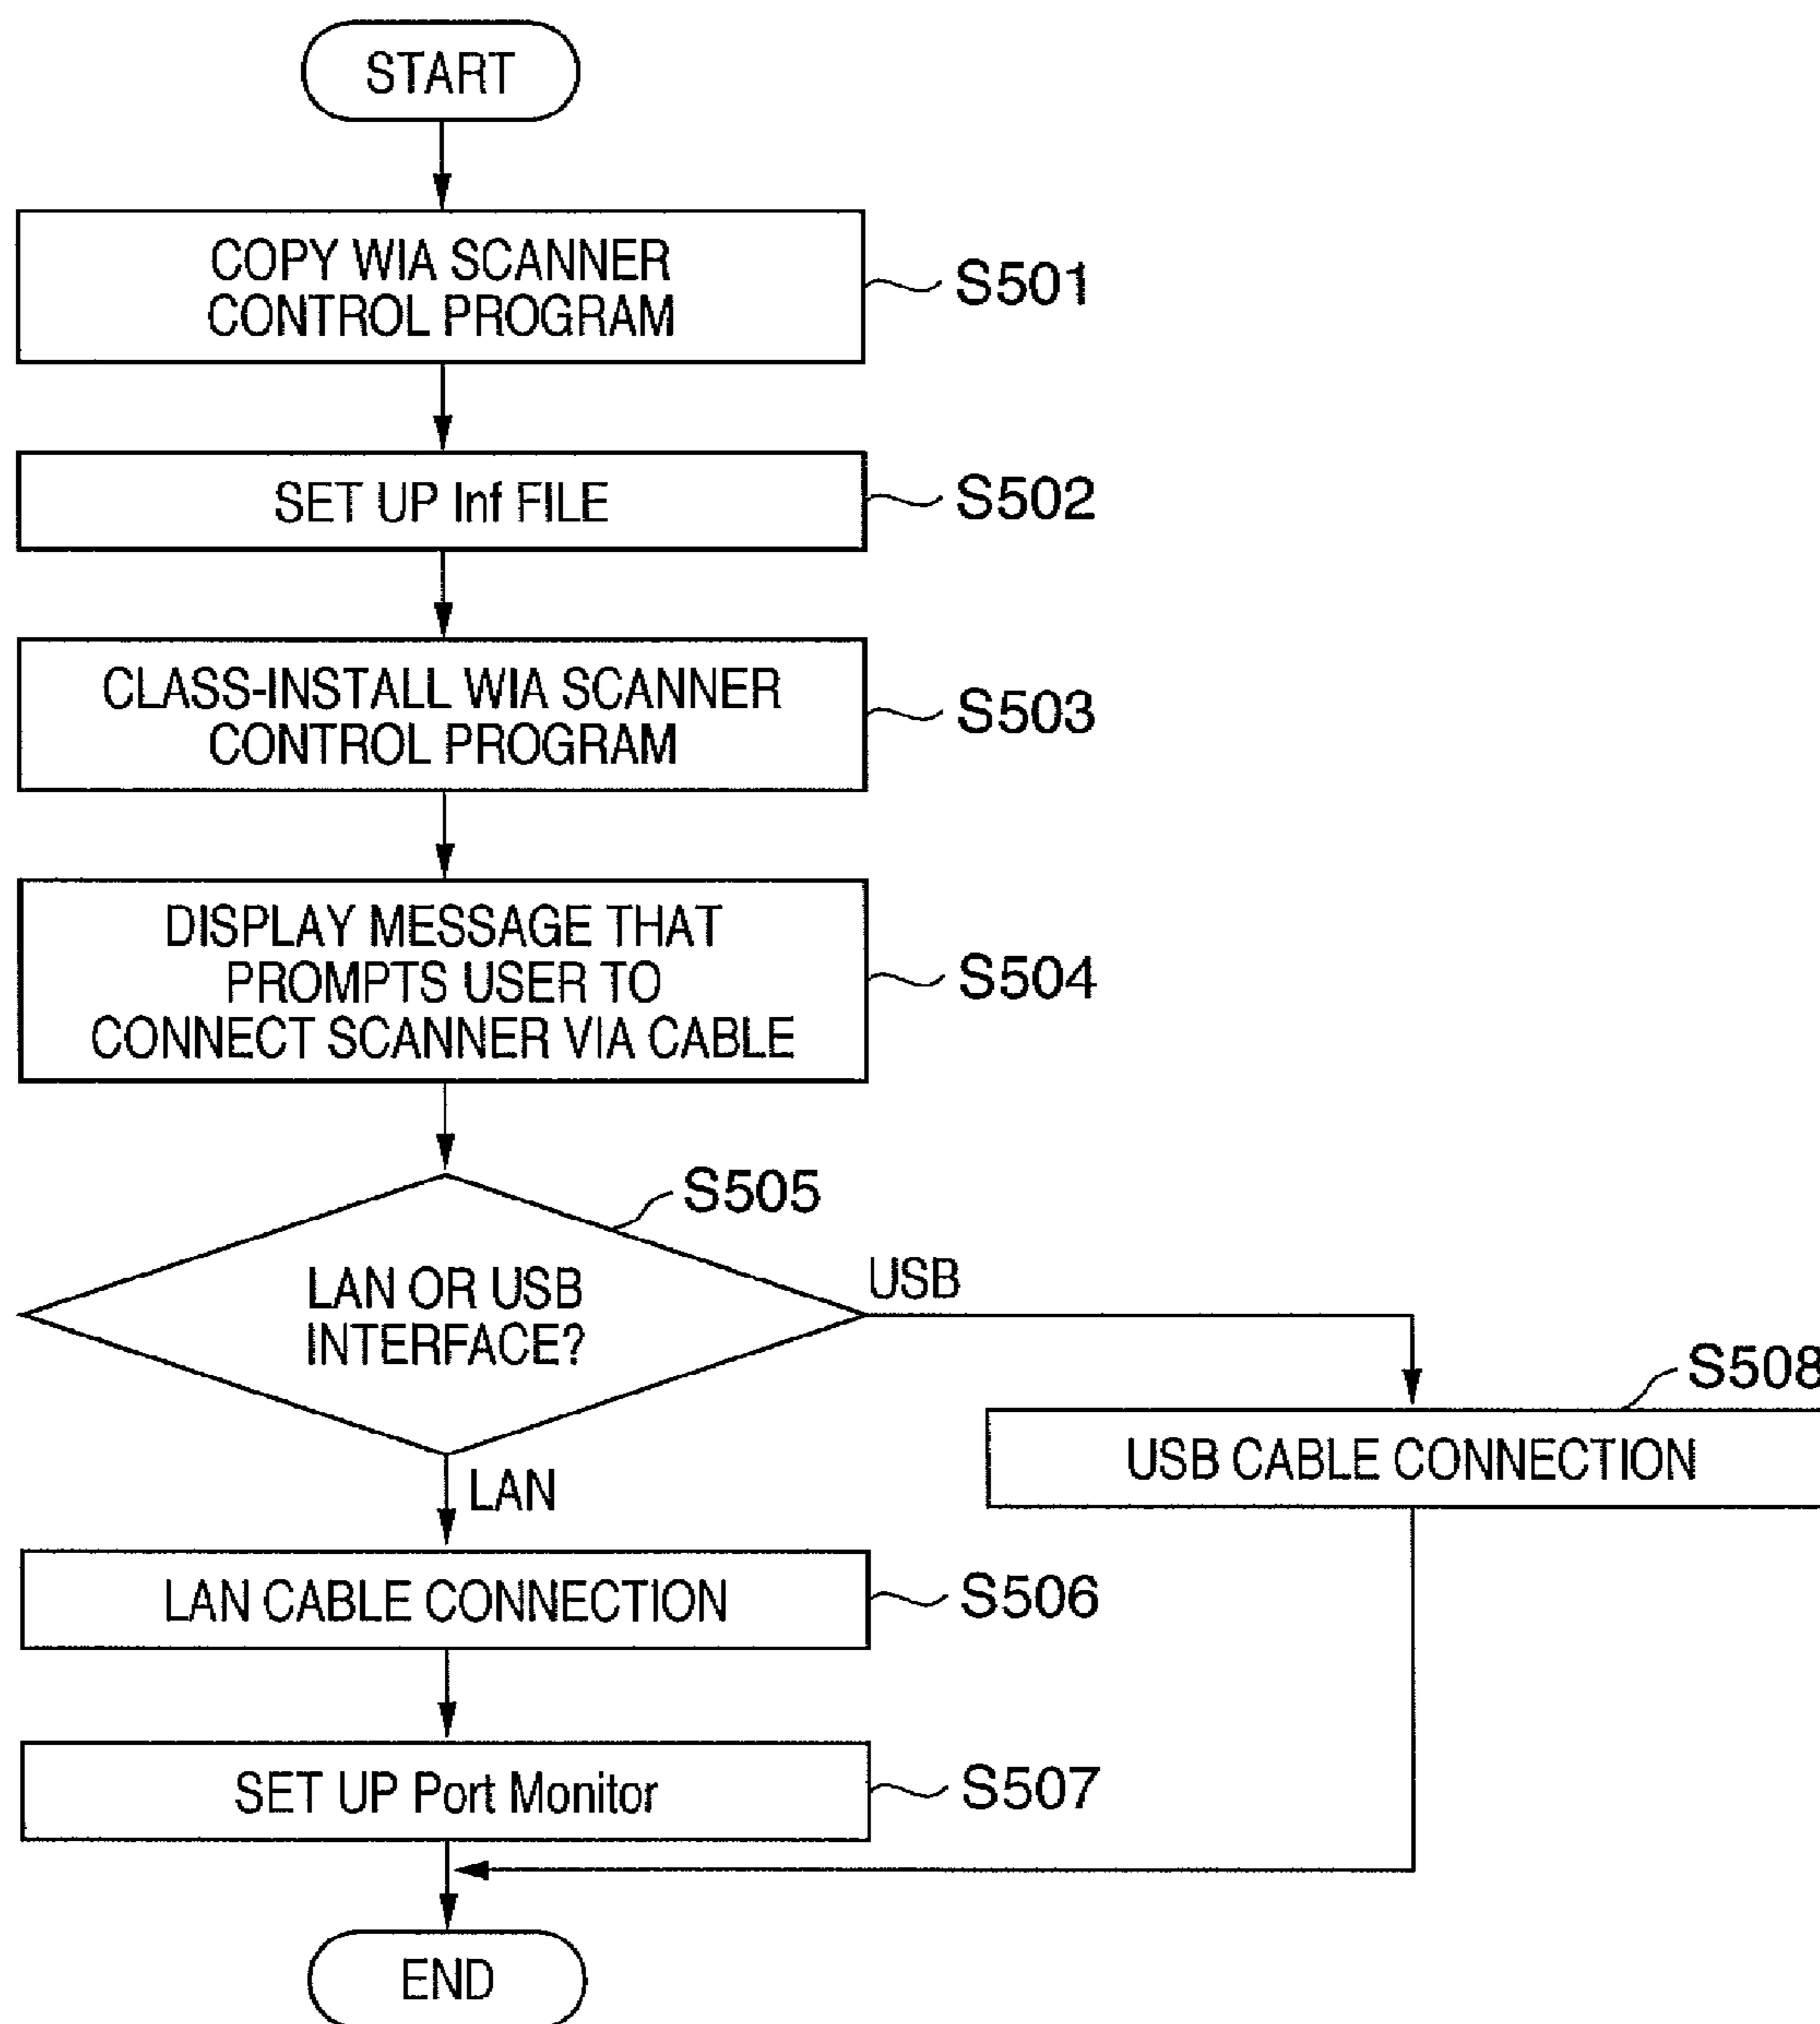 START
COPY WIA SCANNER
CONTROL PROGRAM
S501
SET UP Inf FILE
S502
CLASS-INSTALL WIA SCANNER
CONTROL PROGRAM
S503
DISPLAY MESSAGE THAT
PROMPTS USER TO
CONNECT SCANNER VIA CABLE
S504
S505
LAN OR USB
INTERFACE?
USB
S508
USB CABLE CONNECTION
LAN
LAN CABLE CONNECTION
S506
SET UP Port Monitor
S507
END